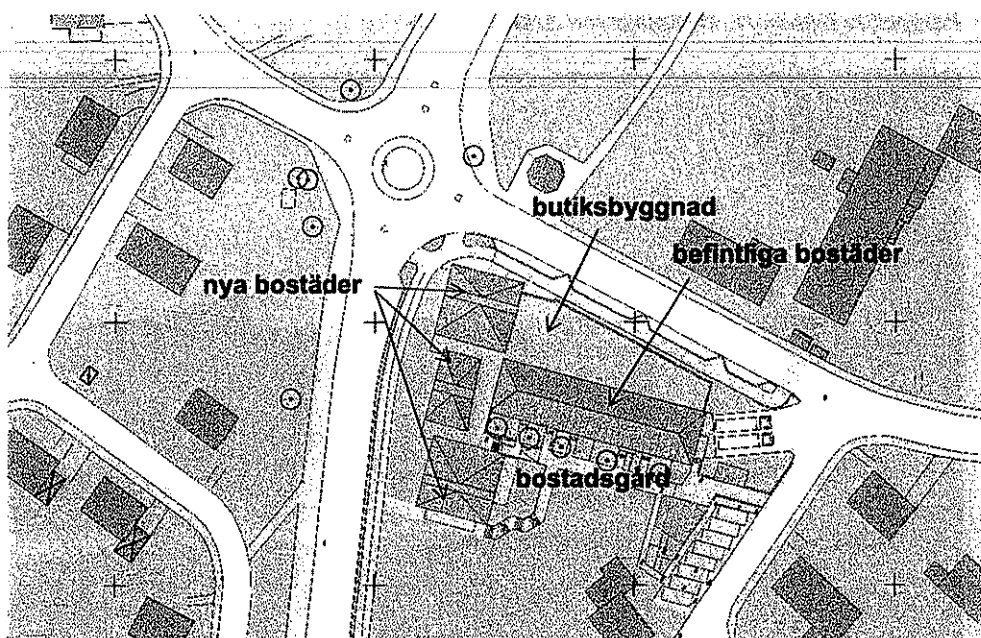 butiksbyggnad
befintliga bostäder
nya bostäder
bostadsgård